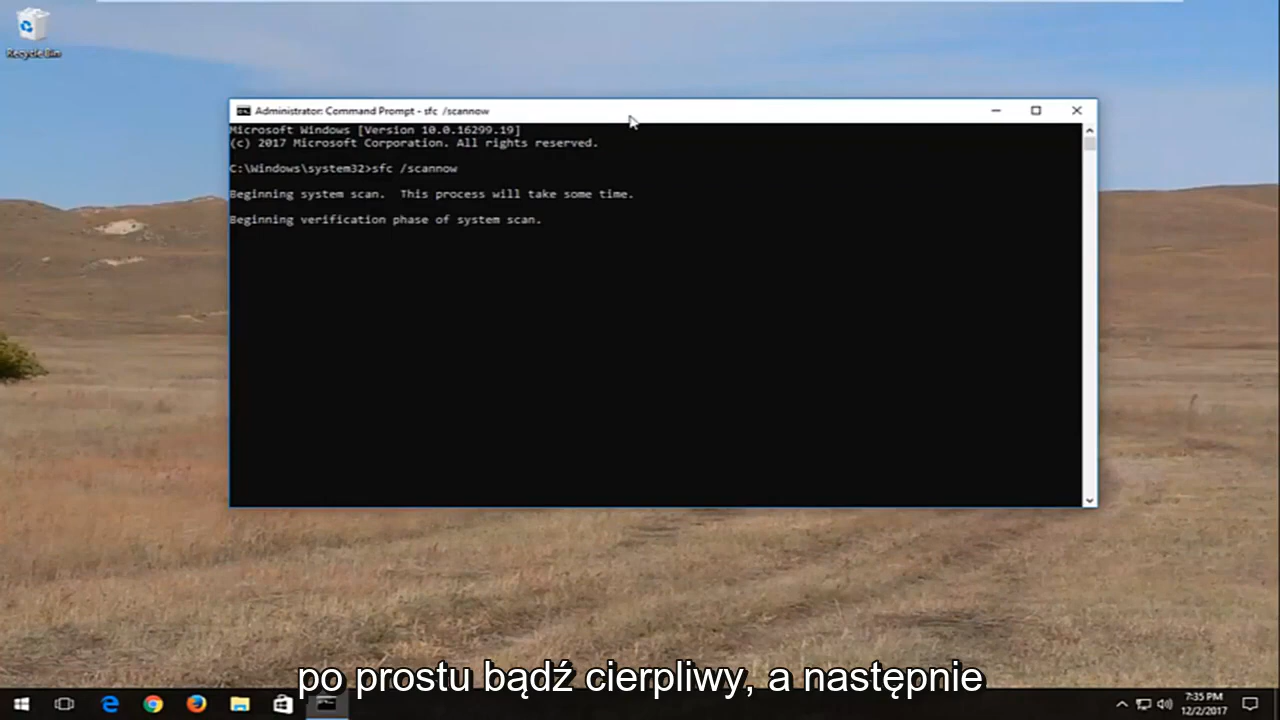 Recycle Bin
Administrator: Command Prompt - sfc /scannow
Microsoft Windows [Version 10.0.16299.19]
(c) 2017 Microsoft Corporation. All rights reserved.
C:\Windows\system32>sfc /scannow
Beginning system scan. This process will take some time.
Beginning verification phase of system scan.
po prostu bądź cierpliwy, a następnie
7:35 PM
12/2/2017